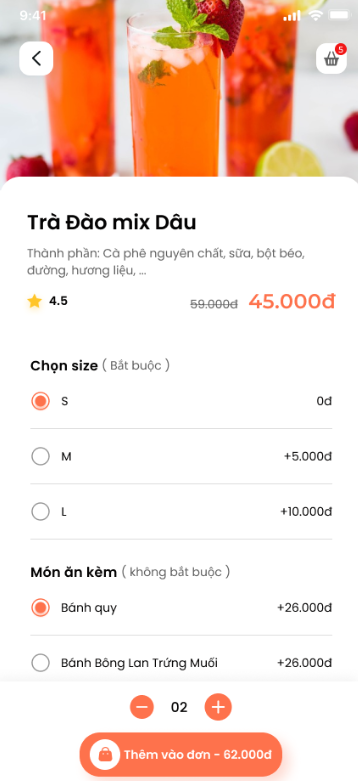 9:41
5
Trà Đào mix Dâu
Thành phần: Cà phê nguyên chất, sữa, bột béo,
đường, hương liệu, ...
4.5 59.000đ 45.000đ
Chọn size ( Bắt buộc )
S 0đ
M +5.000đ
L +10.000đ
Món ăn kèm ( không bắt buộc )
Bánh quy +26.000đ
Bánh Bông Lan Trứng Muối +26.000đ
02
Thêm vào đơn - 62.000đ